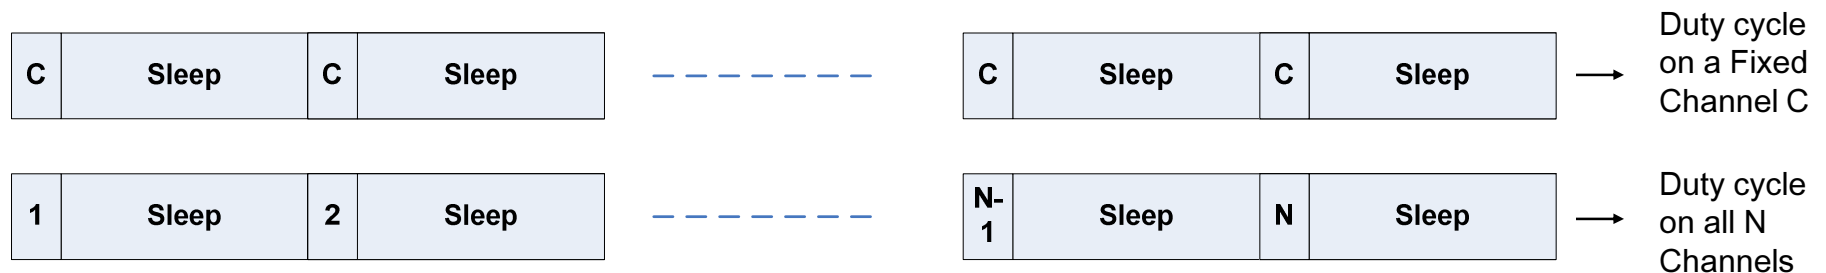 C Sleep C Sleep C Sleep C Sleep
Duty cycle
on a Fixed
Channel C
1 Sleep 2 Sleep N-
1 Sleep N Sleep
Duty cycle
on all N
Channels